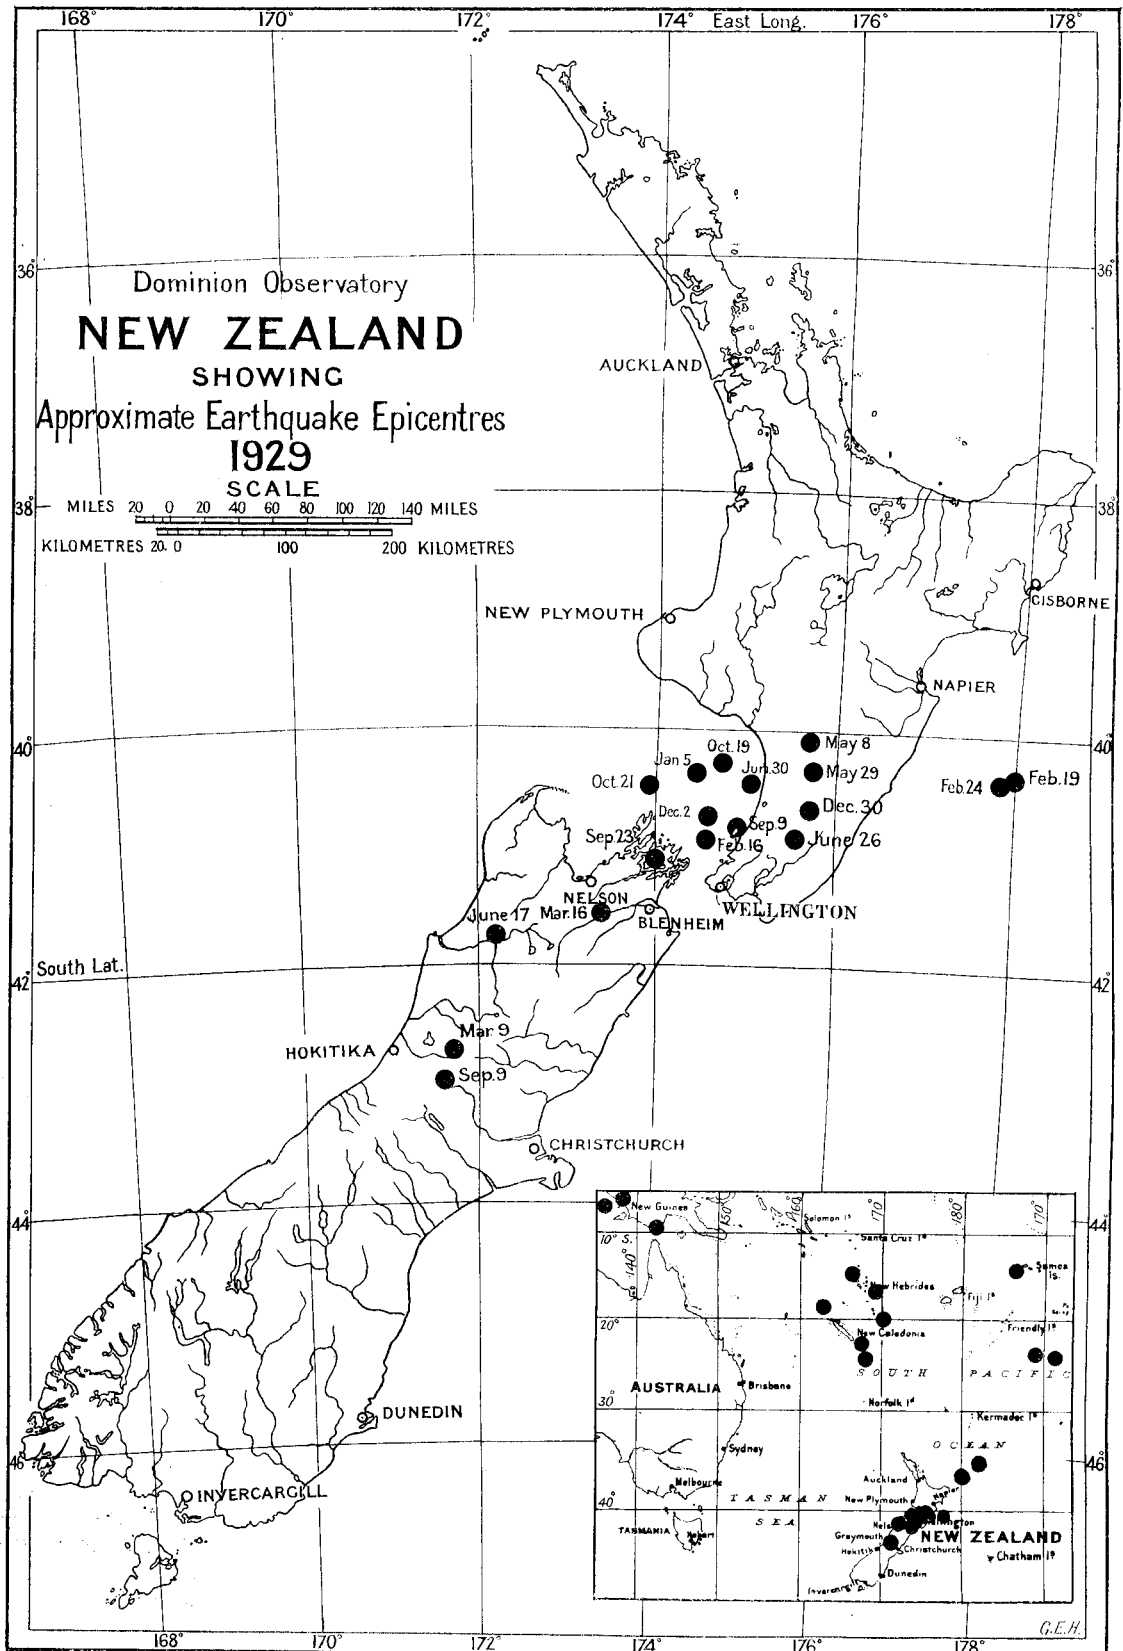 168° 170° 172° 174° East Long. 176° 178°
36° 36°
Dominion Observatory
NEW ZEALAND
SHOWING
Approximate Earthquake Epicentres
1929
SCALE
MILES 20 0 20 40 60 80 100 120 140 MILES
KILOMETRES 20. 0 100 200 KILOMETRES
AUCKLAND
38° 38°
NEW PLYMOUTH
GISBORNE
NAPIER
40° 40°
Oct. 19
May 8
Jan 5
Jun. 30
May 29
Oct. 21
Feb. 24
Feb. 19
Dec. 2
Dec. 30
Sep. 23
Sep. 9
Feb. 16
June 26
NELSON
June 17
Mar. 16
WELLINGTON
BLENHEIM
South Lat.
42° 42°
Mar. 9
HOKITIKA
Sep. 9
CHRISTCHURCH
44° 44°
DUNEDIN
46° 46°
INVERCARGILL
New Guinea
150° 160° 170° 180° 170°
Solomon Is
10° S.
140°
Santa Cruz Is
Samoa
Is.
New Hebrides
Fiji Is
20°
New Caledonia
Friendly Is
SOUTH PACIFIC
AUSTRALIA
Brisbane
30°
Norfolk Id
Kermadec Is
OCEAN
Sydney
Auckland
Melbourne
TASMAN
New Plymouth
Napier
40°
SEA
TASMANIA
Hobart
Greymouth
NEW ZEALAND
Hokitika
Christchurch
Chatham Is
Dunedin
Invercargill
G.E.H.
168° 170° 172° 174° 176° 178°